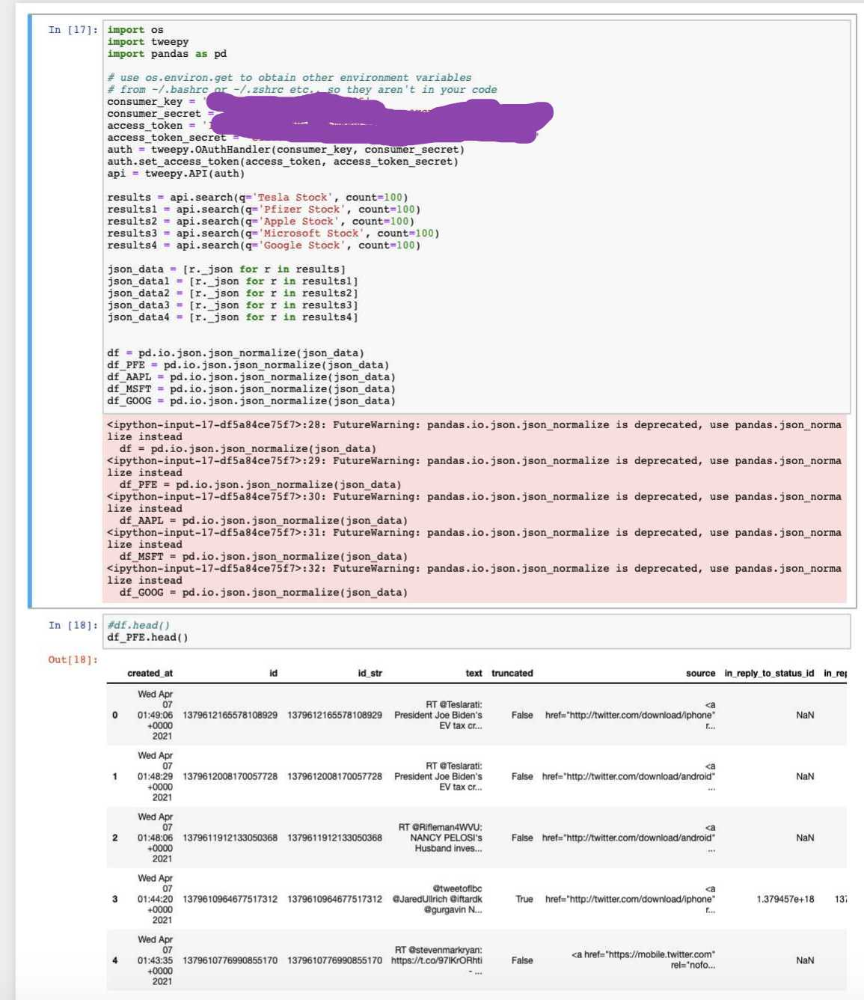 In [17]: import os
import tweepy
import pandas as pd
# use os.environ.get to obtain other environment variables
# from ~/.bashrc or ~/.zshrc etc.. so they aren't in your code
consumer_key = '
consumer_secret =
access_token = '
access_token_secret =
auth = tweepy.OAuthHandler(consumer_key, consumer_secret)
auth.set_access_token(access_token, access_token_secret)
api = tweepy.API(auth)
results = api.search(q='Tesla Stock', count=100)
results1 = api.search(q='Pfizer Stock', count=100)
results2 = api.search(q='Apple Stock', count=100)
results3 = api.search(q='Microsoft Stock', count=100)
results4 = api.search(q='Google Stock', count=100)
json_data = [r._json for r in results]
json_data1 = [r._json for r in results1]
json_data2 = [r._json for r in results2]
json_data3 = [r._json for r in results3]
json_data4 = [r._json for r in results4]
df = pd.io.json.json_normalize(json_data)
df_PFE = pd.io.json.json_normalize(json_data)
df_AAPL = pd.io.json.json_normalize(json_data)
df_MSFT = pd.io.json.json_normalize(json_data)
df_GOOG = pd.io.json.json_normalize(json_data)
<ipython-input-17-df5a84ce75f7>:28: FutureWarning: pandas.io.json.json_normalize is deprecated, use pandas.json_norma
lize instead
df = pd.io.json.json_normalize(json_data)
<ipython-input-17-df5a84ce75f7>:29: FutureWarning: pandas.io.json.json_normalize is deprecated, use pandas.json_norma
lize instead
df_PFE = pd.io.json.json_normalize(json_data)
<ipython-input-17-df5a84ce75f7>:30: FutureWarning: pandas.io.json.json_normalize is deprecated, use pandas.json_norma
lize instead
df_AAPL = pd.io.json.json_normalize(json_data)
<ipython-input-17-df5a84ce75f7>:31: FutureWarning: pandas.io.json.json_normalize is deprecated, use pandas.json_norma
lize instead
df_MSFT = pd.io.json.json_normalize(json_data)
<ipython-input-17-df5a84ce75f7>:32: FutureWarning: pandas.io.json.json_normalize is deprecated, use pandas.json_norma
lize instead
df_GOOG = pd.io.json.json_normalize(json_data)
In [18]: #df.head()
df_PFE.head()
Out[18]:
created_at id id_str text truncated source in_reply_to_status_id in_rep
Wed Apr
07 RT @Teslarati: <a
0 01:49:06 1379612165578108929 1379612165578108929 President Joe Biden's False href="http://twitter.com/download/iphone" NaN
+0000 EV tax cr... r...
2021
Wed Apr
07 RT @Teslarati: <a
1 01:48:29 1379612008170057728 1379612008170057728 President Joe Biden's False href="http://twitter.com/download/android" NaN
+0000 EV tax cr... ...
2021
Wed Apr
07 RT @Rifleman4WVU: <a
2 01:48:06 1379611912133050368 1379611912133050368 NANCY PELOSI's False href="http://twitter.com/download/android" NaN
+0000 Husband inves... ...
2021
Wed Apr
07 @tweetoflbc <a
3 01:44:20 1379610964677517312 1379610964677517312 @JaredUllrich @iftardk True href="http://twitter.com/download/iphone" 1.379457e+18 137
+0000 @gurgavin N... r...
2021
Wed Apr
07 RT @stevenmarkryan: <a href="https://mobile.twitter.com"
4 01:43:35 1379610776990855170 1379610776990855170 https://t.co/97IKrORhti False rel="nofo... NaN
+0000 - ...
2021